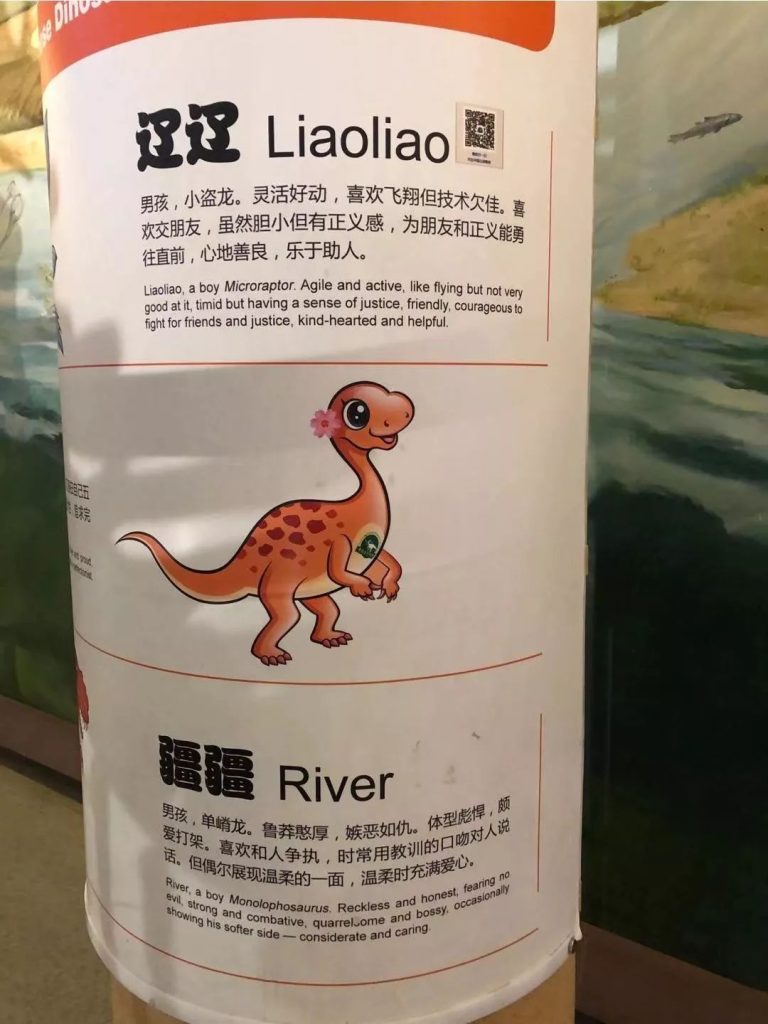 se Dinos
辽辽 Liaoliao
男孩，小盗龙。灵活好动，喜欢飞翔但技术欠佳。喜
欢交朋友，虽然胆小但有正义感，为朋友和正义能勇
往直前，心地善良，乐于助人。
Liaoliao, a boy Microraptor. Agile and active, like flying but not very
good at it, timid but having a sense of justice, friendly, courageous to
fight for friends and justice, kind-hearted and helpful.
疆疆 River
男孩，单嵴龙。鲁莽憨厚，嫉恶如仇。体型彪悍，颇
爱打架。喜欢和人争执，时常用教训的口吻对人说
话。但偶尔展现温柔的一面，温柔时充满爱心。
River, a boy Monolophosaurus. Reckless and honest, fearing no
evil, strong and combative, quarrelsome and bossy, occasionally
showing his softer side — considerate and caring.